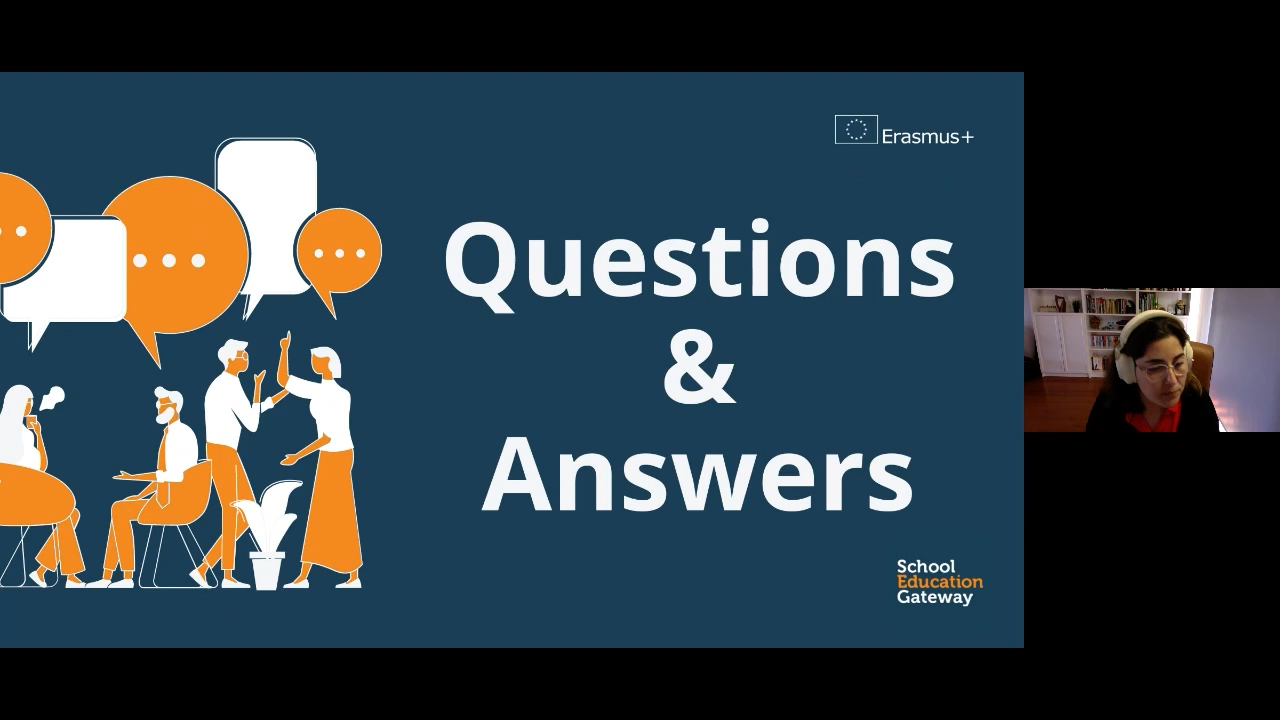 Erasmus+
Questions
&
Answers
School
Education
Gateway